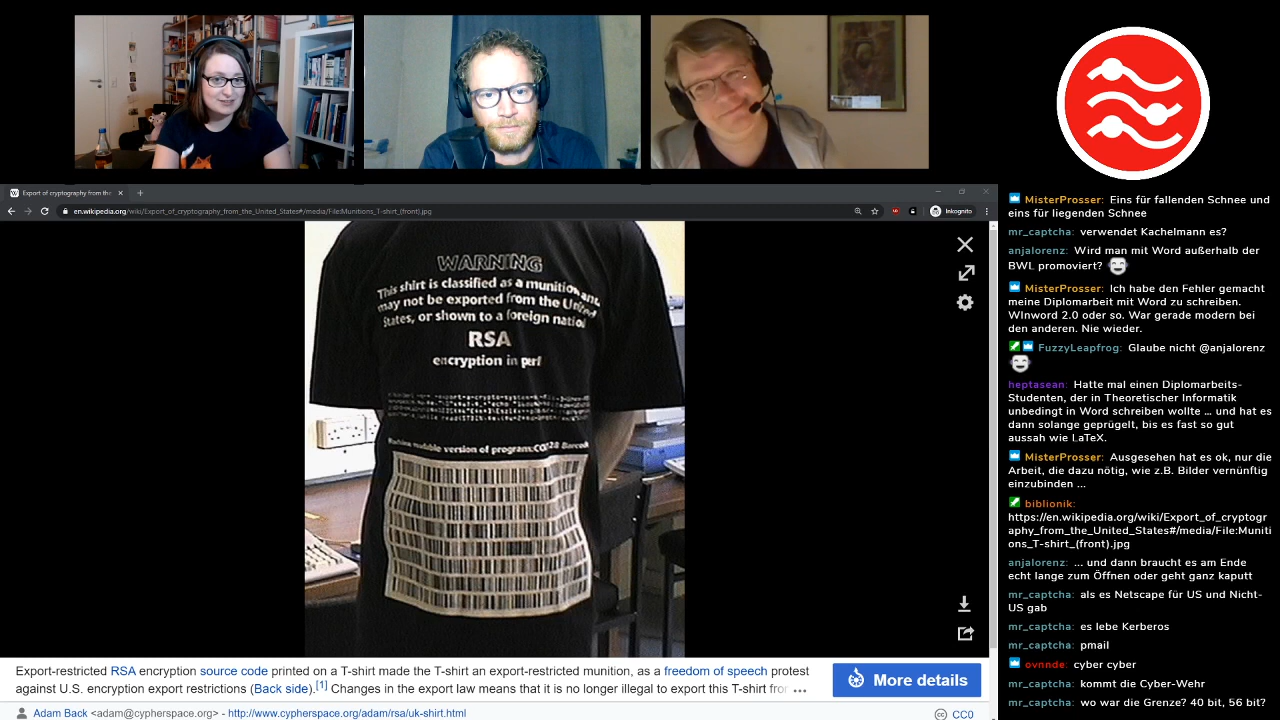 Export of cryptography from the
en.wikipedia.org/wiki/Export_of_cryptography_from_the_United_States#/media/File:Munitions_T-shirt_(front).jpg
Inkognito
WARNING
This shirt is classified as a munition and
may not be exported from the United
States, or shown to a foreign national
RSA
encryption in perl
Machine readable version of program:CODE128 Barcode
Export-restricted RSA encryption source code printed on a T-shirt made the T-shirt an export-restricted munition, as a freedom of speech protest
against U.S. encryption export restrictions (Back side).[1] Changes in the export law means that it is no longer illegal to export this T-shirt from ...
More details
Adam Back <adam@cypherspace.org> - http://www.cypherspace.org/adam/rsa/uk-shirt.html
CC0
MisterProsser: Eins für fallenden Schnee und
eins für liegenden Schnee
mr_captcha: verwendet Kachelmann es?
anjalorenz: Wird man mit Word außerhalb der
BWL promoviert?
MisterProsser: Ich habe den Fehler gemacht
meine Diplomarbeit mit Word zu schreiben.
WInword 2.0 oder so. War gerade modern bei
den anderen. Nie wieder.
FuzzyLeapfrog: Glaube nicht @anjalorenz
heptasean: Hatte mal einen Diplomarbeits-
Studenten, der in Theoretischer Informatik
unbedingt in Word schreiben wollte ... und hat es
dann solange geprügelt, bis es fast so gut
aussah wie LaTeX.
MisterProsser: Ausgesehen hat es ok, nur die
Arbeit, die dazu nötig, wie z.B. Bilder vernünftig
einzubinden ...
biblionik:
https://en.wikipedia.org/wiki/Export_of_cryptogr
aphy_from_the_United_States#/media/File:Muniti
ons_T-shirt_(front).jpg
anjalorenz: ... und dann braucht es am Ende
echt lange zum Öffnen oder geht ganz kaputt
mr_captcha: als es Netscape für US und Nicht-
US gab
mr_captcha: es lebe Kerberos
mr_captcha: pmail
ovnnde: cyber cyber
mr_captcha: kommt die Cyber-Wehr
mr_captcha: wo war die Grenze? 40 bit, 56 bit?